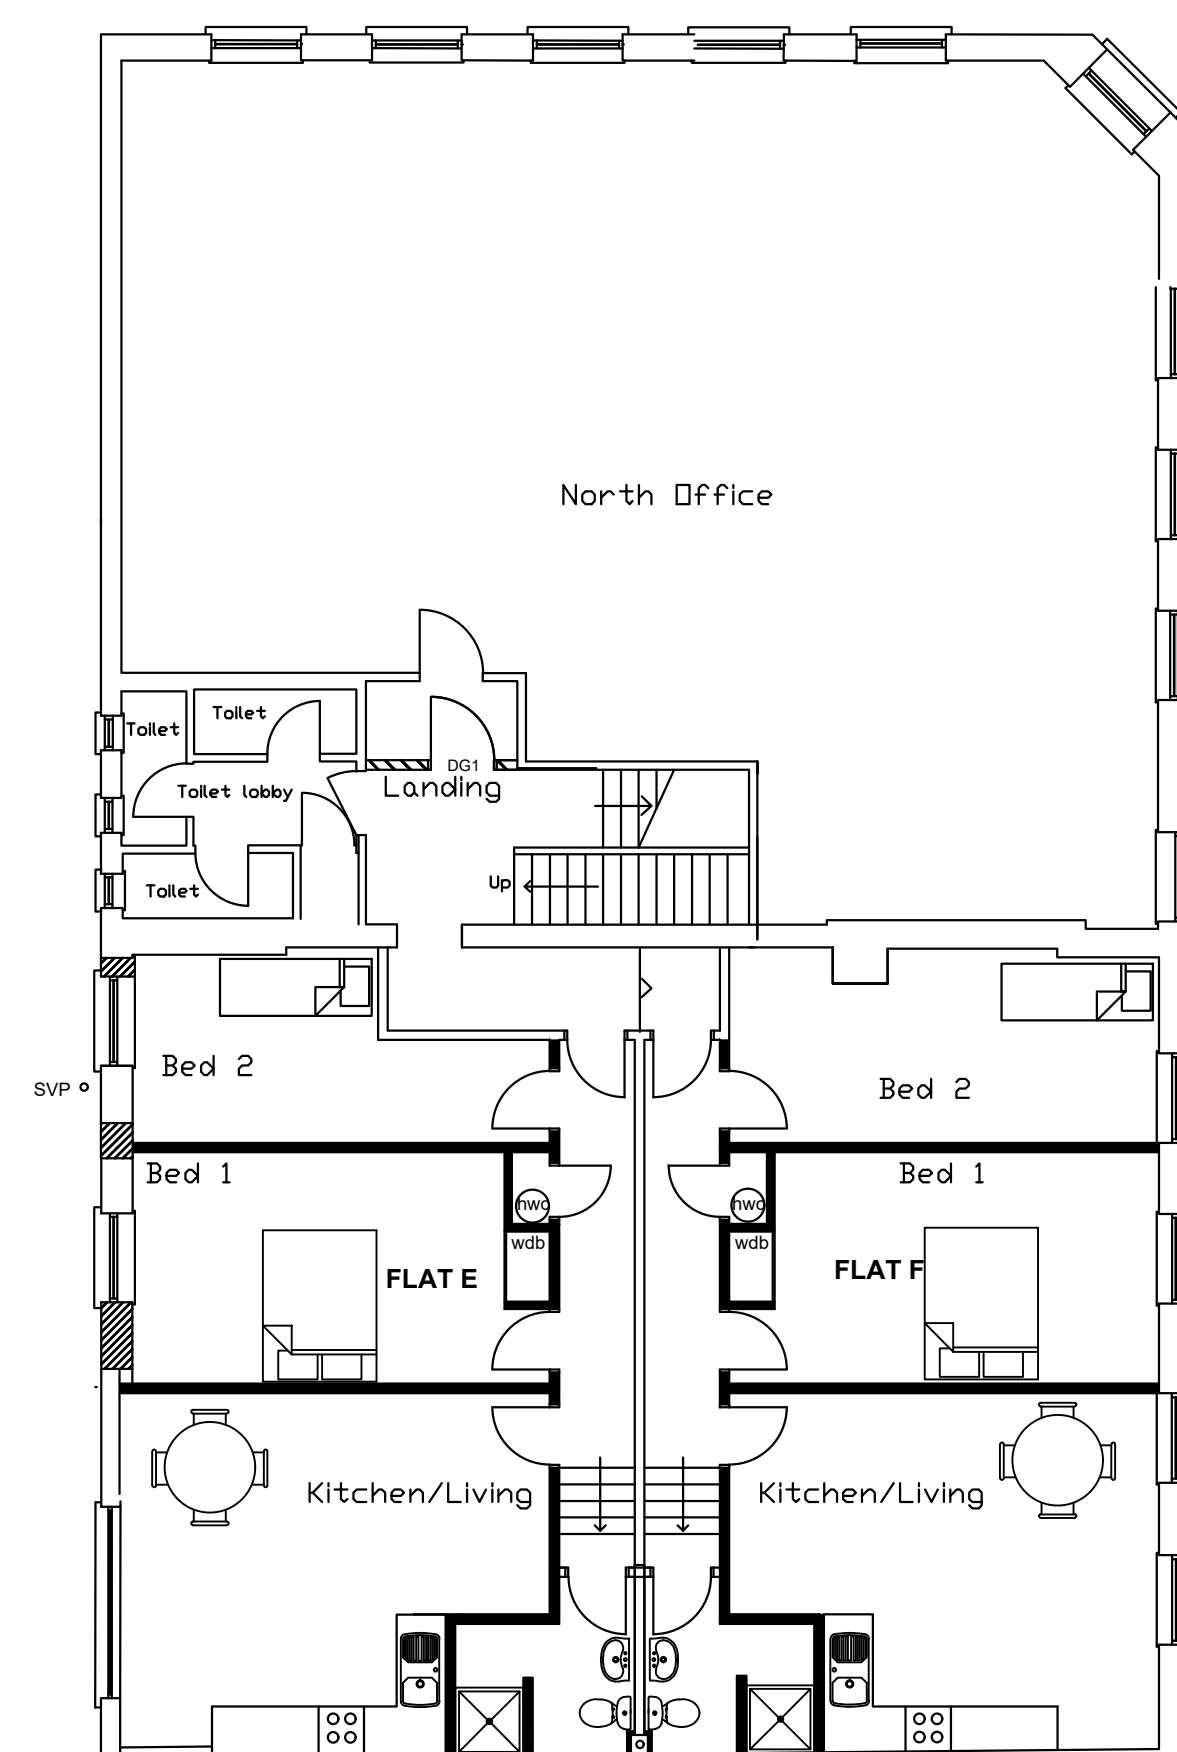 North Office
Toilet
Toilet
DG1
Landing
Toilet lobby
Up
Toilet
Bed 2
SVP
Bed 2
Bed 1
Bed 1
hwc
hwc
wdb
wdb
FLAT E
FLAT F
Kitchen/Living
Kitchen/Living